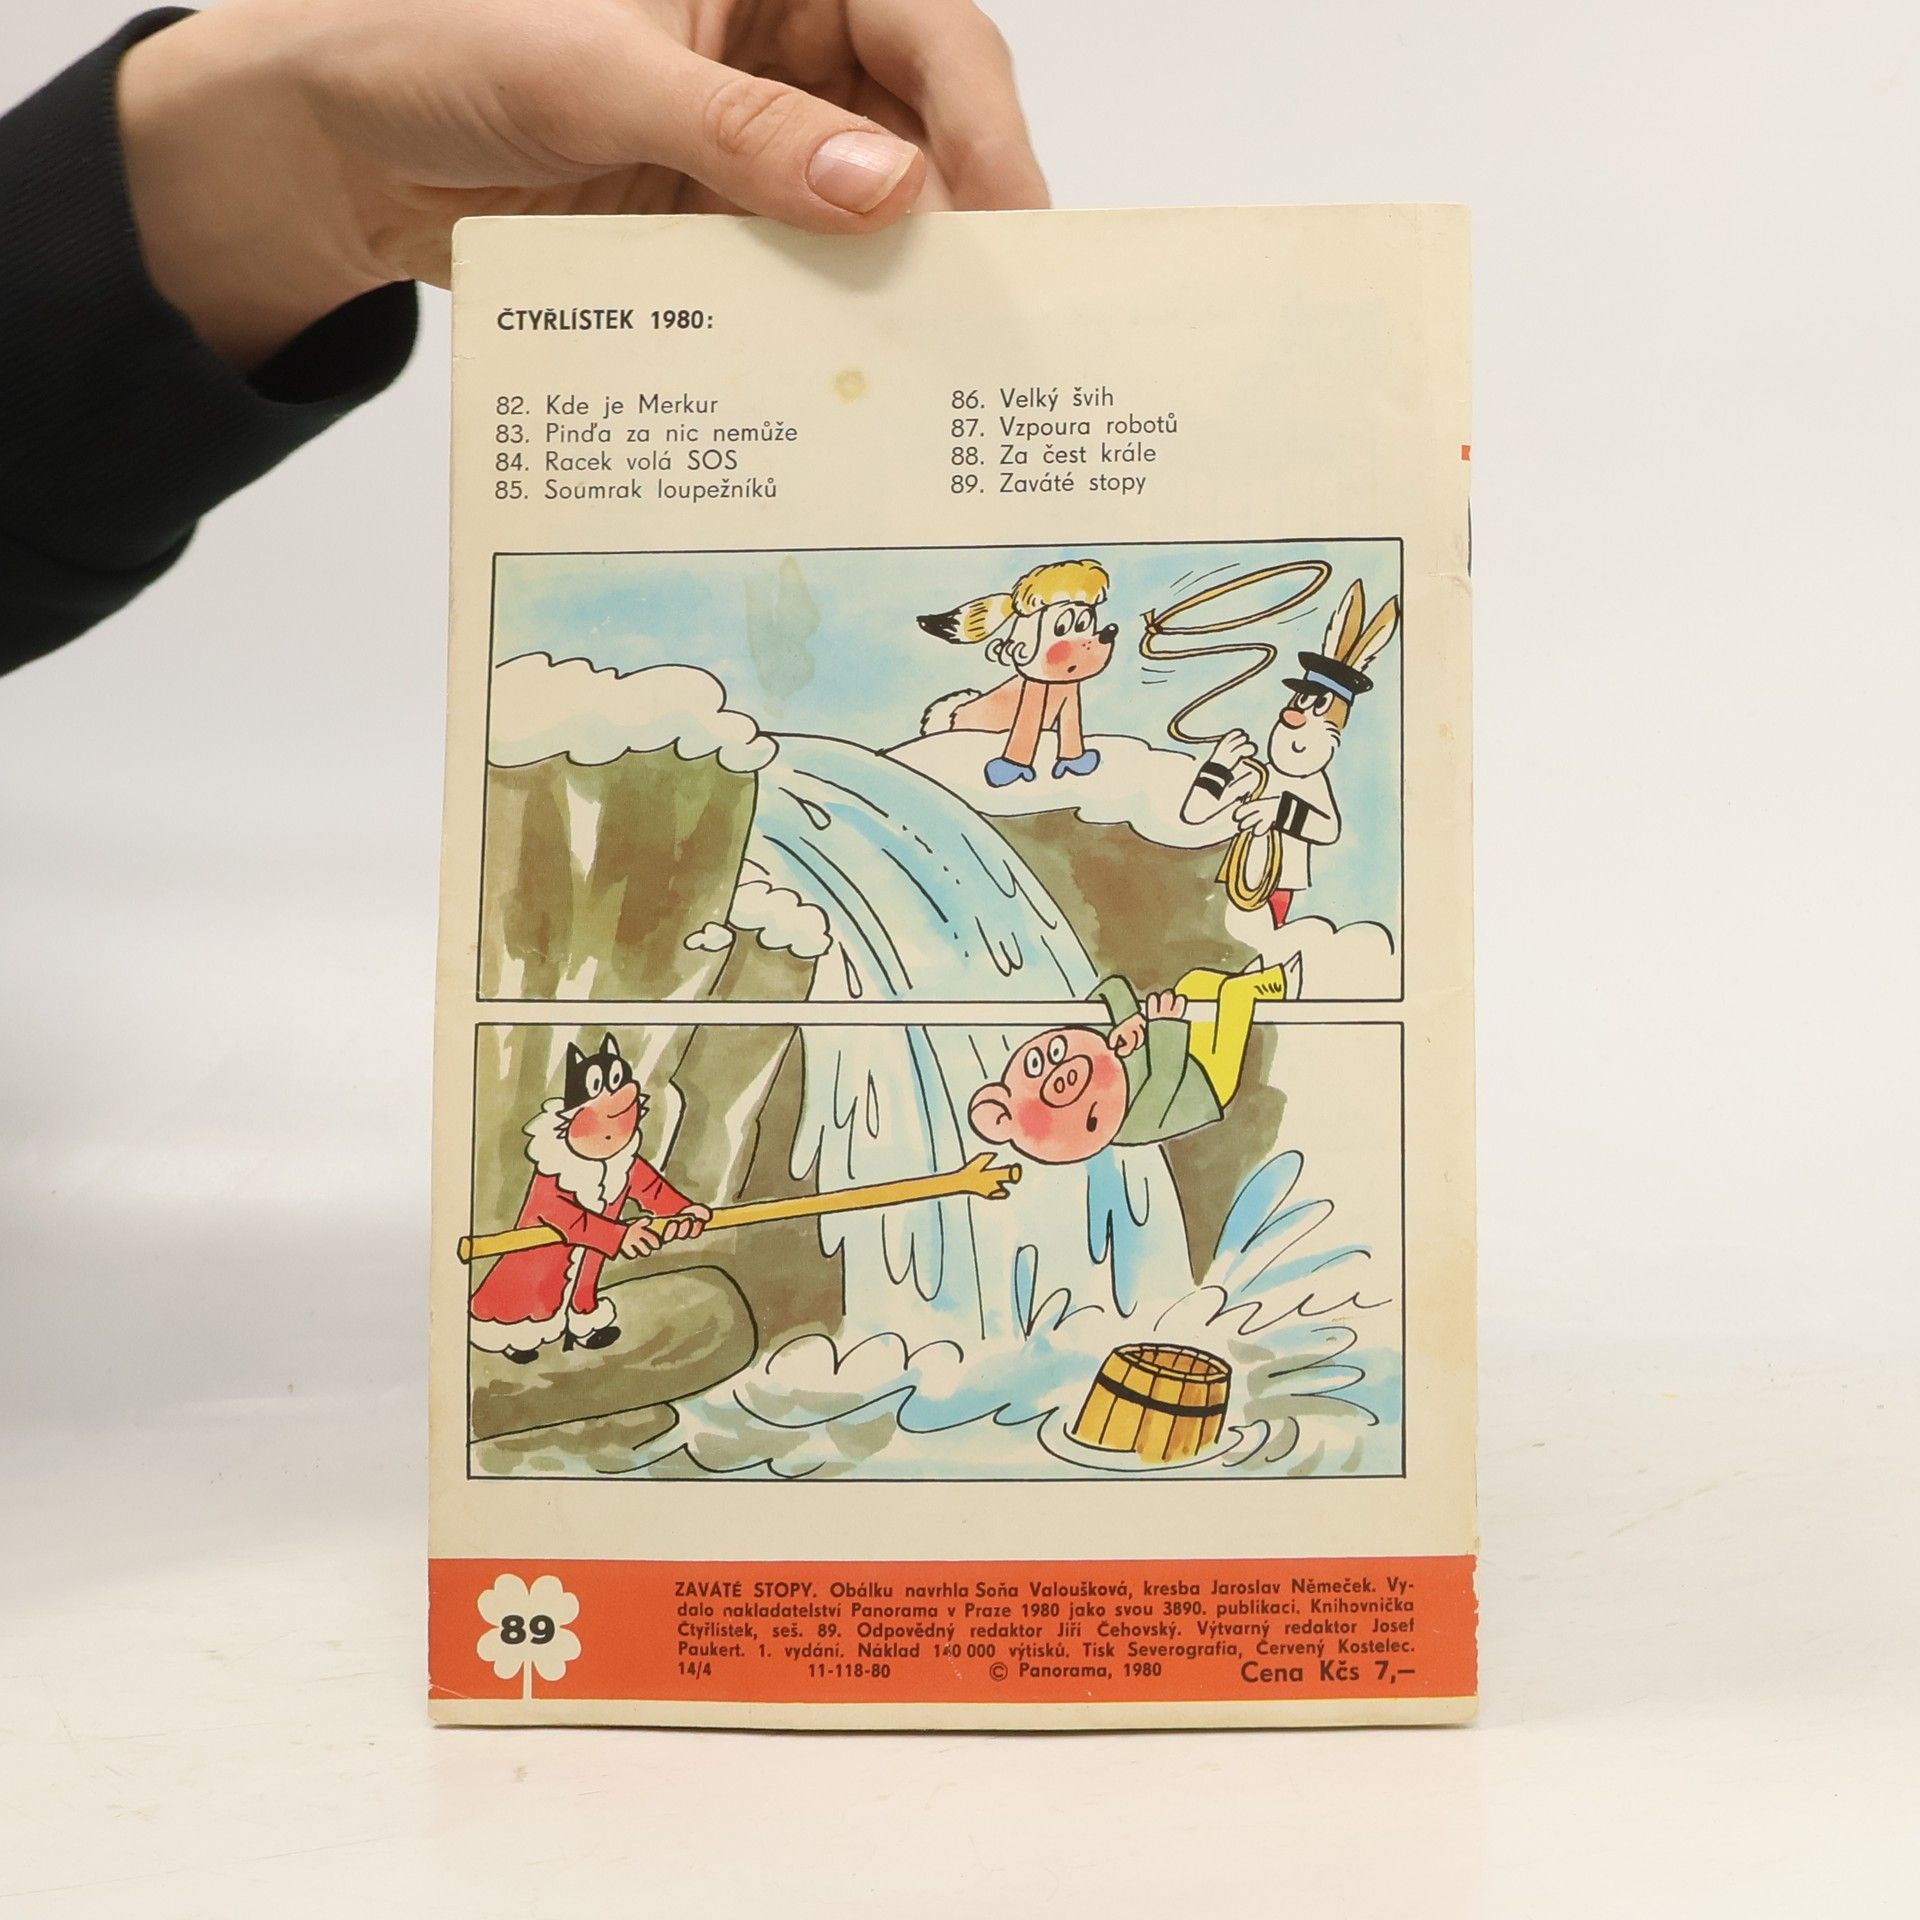 ČTYŘLÍSTEK 1980:
82. Kde je Merkur
83. Pinďa za nic nemůže
84. Racek volá SOS
85. Soumrak loupežníků
86. Velký švih
87. Vzpoura robotů
88. Za čest krále
89. Zaváté stopy
89
ZAVÁTÉ STOPY. Obálku navrhla Soňa Valoušková, kresba Jaroslav Němeček. Vy-
dalo nakladatelství Panorama v Praze 1980 jako svou 3890. publikaci. Knihovnička
Čtyřlístek, seš. 89. Odpovědný redaktor Jiří Čehovský. Výtvarný redaktor Josef
Paukert. 1. vydání. Náklad 140 000 výtisků. Tisk Severografia, Červený Kostelec.
14/4 11-118-80 © Panorama, 1980 Cena Kčs 7,—